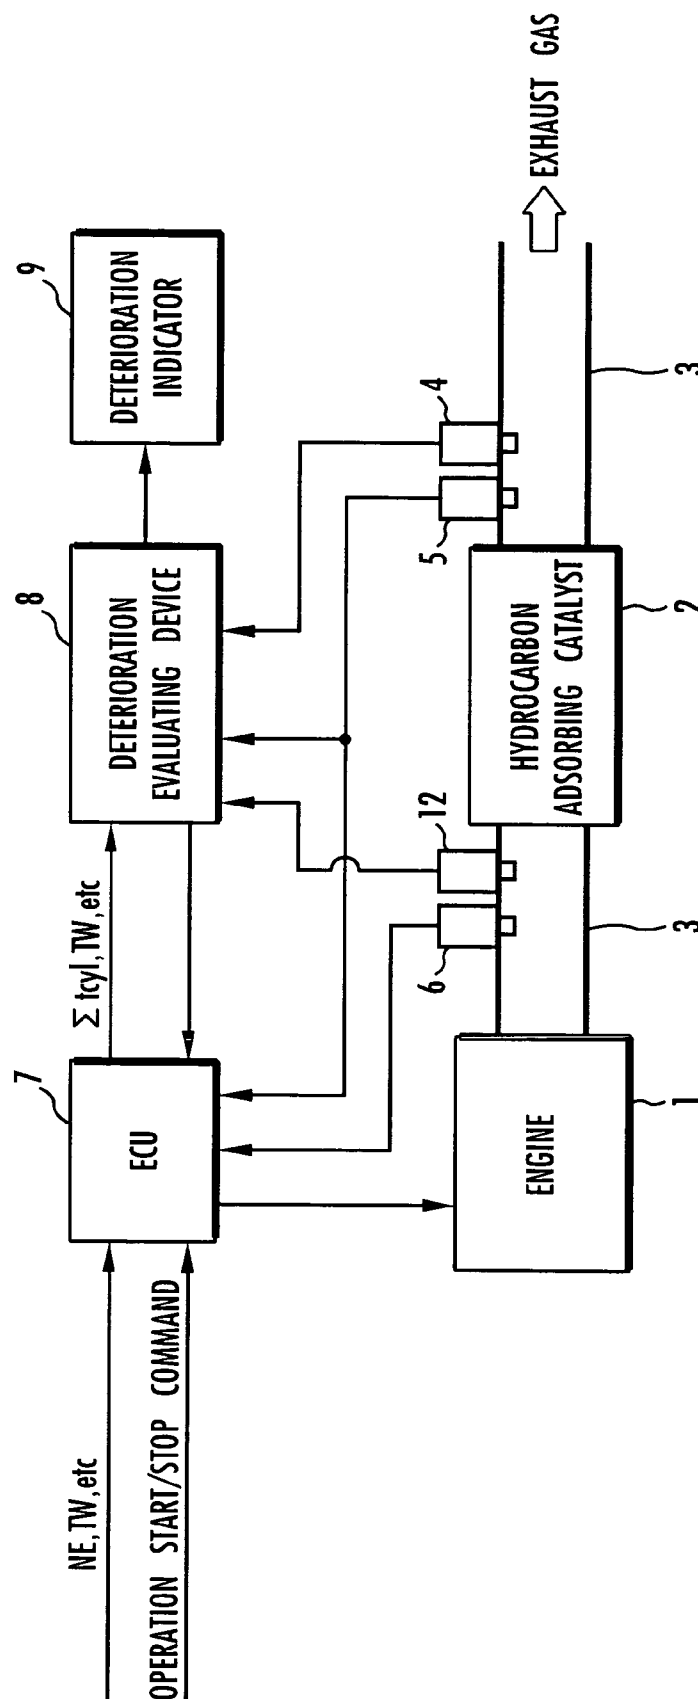 NE,TW,etc
OPERATION START/STOP COMMAND
7
ECU
Σ tcyl,TW,etc
8
DETERIORATION
EVALUATING DEVICE
9
DETERIORATION
INDICATOR
6
12
5
4
ENGINE
HYDROCARBON
ADSORBING CATALYST
EXHAUST GAS
1
3
2
3